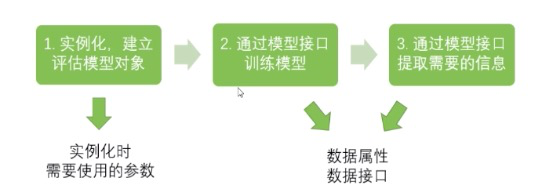 1. 实例化，建立
评估模型对象
2. 通过模型接口
训练模型
3. 通过模型接口
提取需要的信息
实例化时
需要使用的参数
数据属性
数据接口